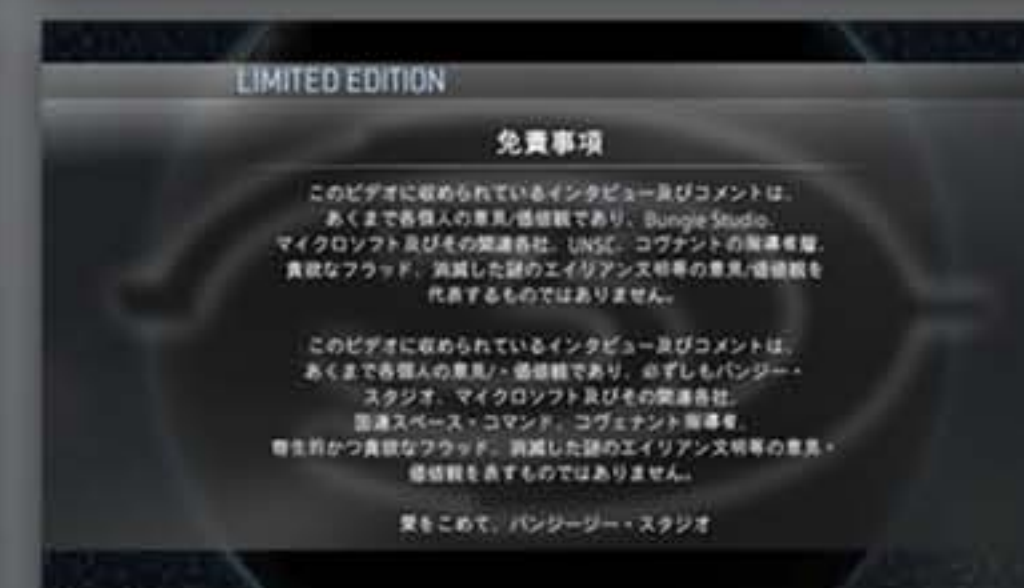 LIMITED EDITION
免責事項
このビデオに収められているインタビュー及びコメントは、
あくまで各個人の意見/価値観であり、Bungie Studio、
マイクロソフト及びその関連各社、UNSC、コヴナントの指導者層、
貪欲なフラッド、消滅した謎のエイリアン文明等の意見/価値観を
代表するものではありません。
このビデオに収められているインタビュー及びコメントは、
あくまで各個人の意見/・価値観であり、必ずしもバンジー・
スタジオ、マイクロソフト及びその関連各社、
国連スペース・コマンド、コヴェナント指導者、
寄生的かつ貪欲なフラッド、消滅した謎のエイリアン文明等の意見・
価値観を表すものではありません。
をこめて、バンジージー・スタジオ